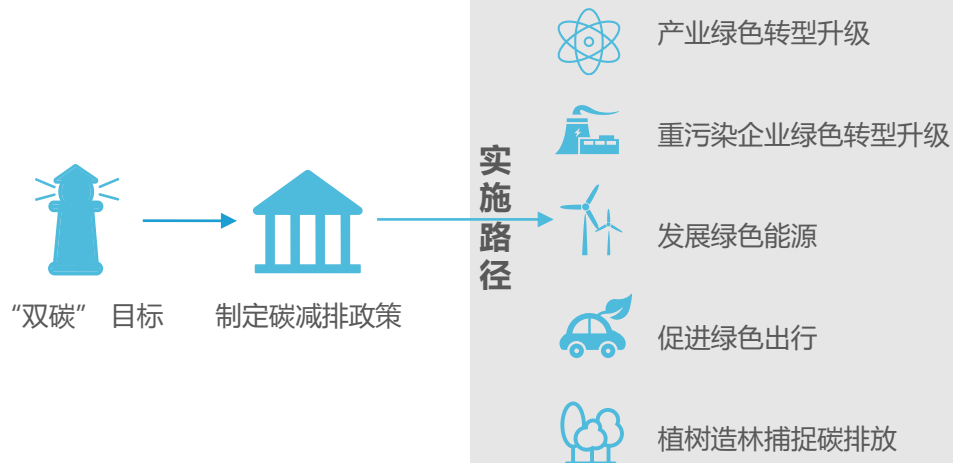 “双碳” 目标
制定碳减排政策
实施路径
产业绿色转型升级
重污染企业绿色转型升级
发展绿色能源
促进绿色出行
植树造林捕捉碳排放